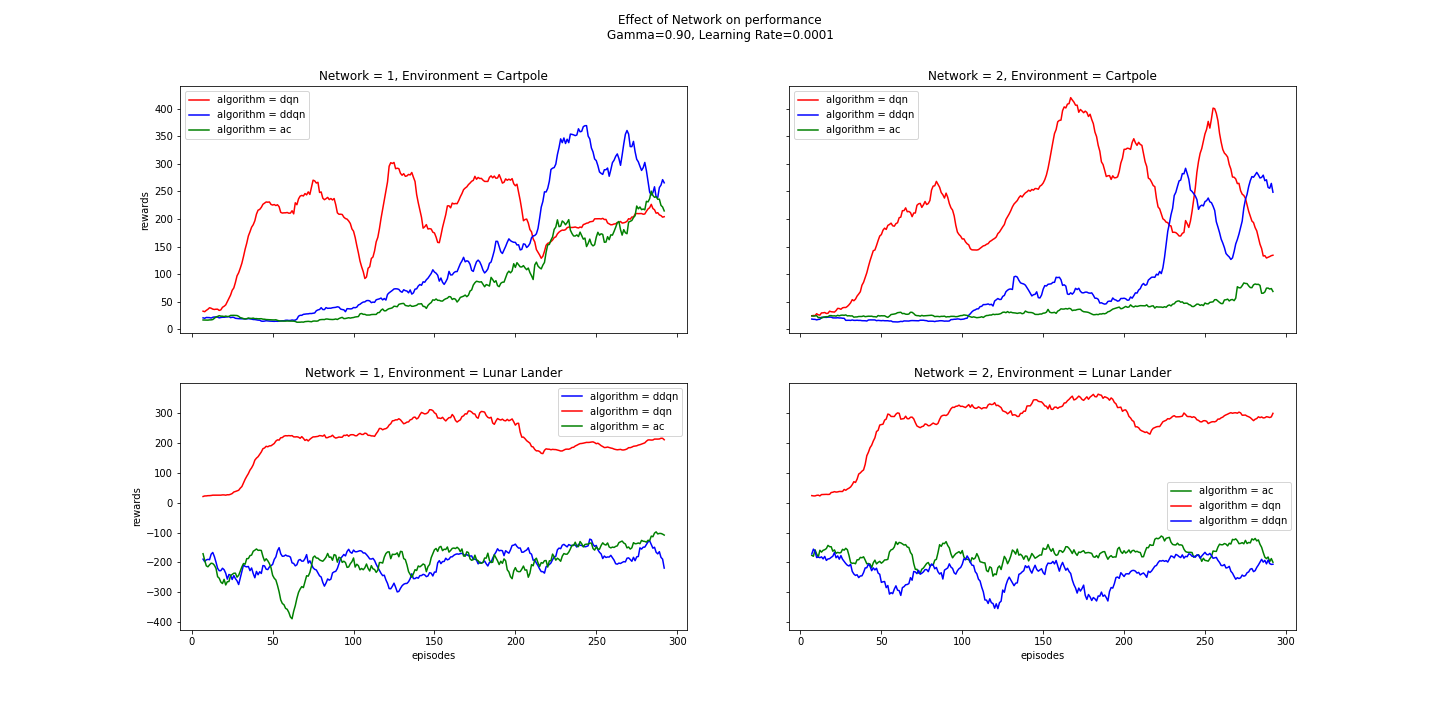 Effect of Network on performance
Gamma=0.90, Learning Rate=0.0001
Network = 1, Environment = Cartpole
algorithm = dqn
algorithm = ddqn
algorithm = ac
400
350
300
250
200
150
100
50
0
rewards
Network = 2, Environment = Cartpole
algorithm = dqn
algorithm = ddqn
algorithm = ac
Network = 1, Environment = Lunar Lander
algorithm = ddqn
algorithm = dqn
algorithm = ac
300
200
100
0
−100
−200
−300
−400
rewards
0 50 100 150 200 250 300
episodes
Network = 2, Environment = Lunar Lander
algorithm = ac
algorithm = dqn
algorithm = ddqn
0 50 100 150 200 250 300
episodes